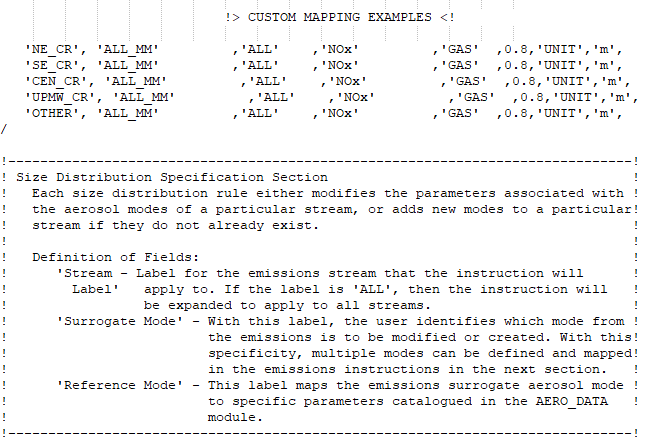 !> CUSTOM MAPPING EXAMPLES <!
'NE_CR', 'ALL_MM' ,'ALL' ,'NOx' ,'GAS' ,0.8,'UNIT','m',
'SE_CR', 'ALL_MM' ,'ALL' ,'NOx' ,'GAS' ,0.8,'UNIT','m',
'CEN_CR', 'ALL_MM' ,'ALL' ,'NOx' ,'GAS' ,0.8,'UNIT','m',
'UPMW_CR', 'ALL_MM' ,'ALL' ,'NOx' ,'GAS' ,0.8,'UNIT','m',
'OTHER', 'ALL_MM' ,'ALL' ,'NOx' ,'GAS' ,0.8,'UNIT','m',
/
!------------------------------------------------------------------------------!
! Size Distribution Specification Section !
! Each size distribution rule either modifies the parameters associated with !
! the aerosol modes of a particular stream, or adds new modes to a particular!
! stream if they do not already exist. !
! !
! Definition of Fields: !
! 'Stream - Label for the emissions stream that the instruction will !
! Label' apply to. If the label is 'ALL', then the instruction will !
! be expanded to apply to all streams. !
! 'Surrogate Mode' - With this label, the user identifies which mode from !
! the emissions is to be modified or created. With this!
! specificity, multiple modes can be defined and mapped!
! in the emissions instructions in the next section. !
! 'Reference Mode' - This label maps the emissions surrogate aerosol mode !
! to specific parameters catalogued in the AERO_DATA !
! module. !
!------------------------------------------------------------------------------!